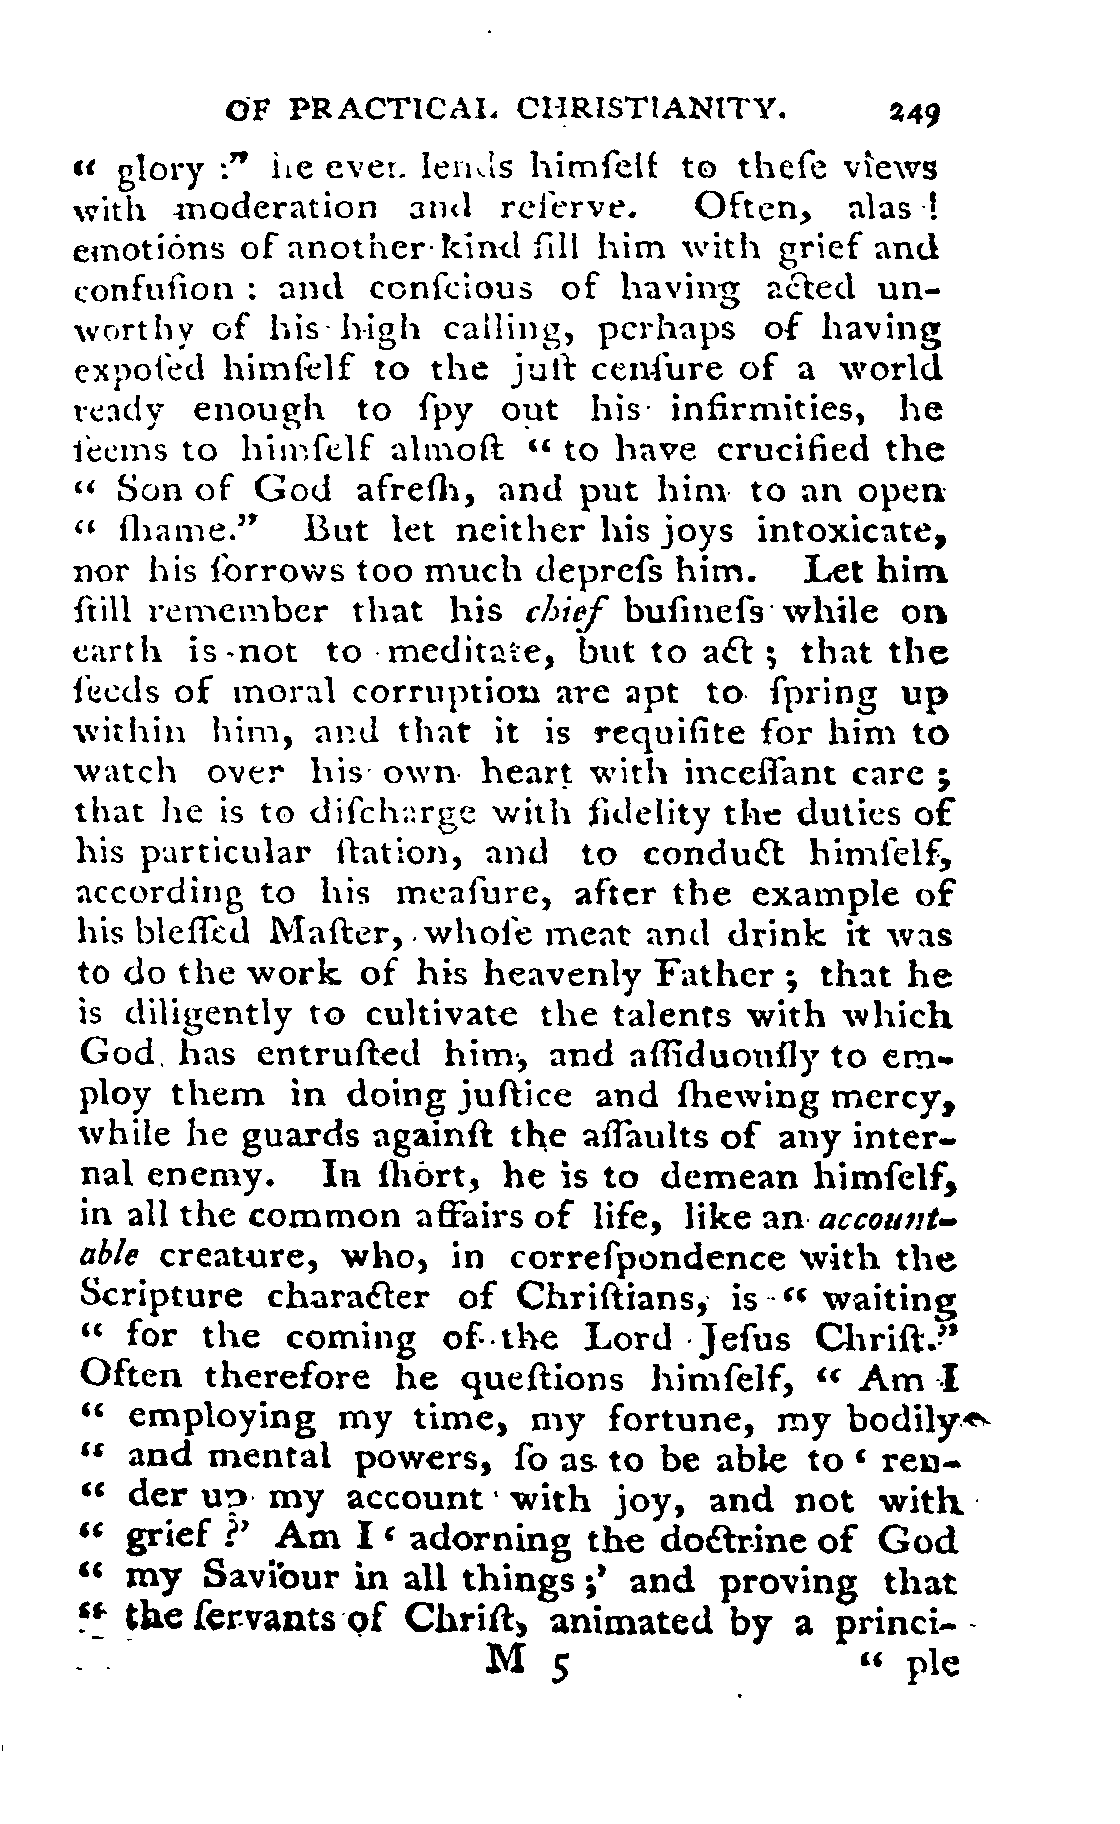 OF PRACTICAL CHRISTIANITY. 249
“ glory :” he ever lends himſelf to theſe views
with moderation and reſerve. Often, alas !
emotions of another kind fill him with grief and
confuſion : and conſcious of having acted un-
worthy of his high calling, perhaps of having
expoſed himſelf to the juſt cenſure of a world
ready enough to ſpy out his infirmities, he
ſeems to himſelf almoſt “ to have crucified the
“ Son of God afreſh, and put him to an open
“ ſhame.” But let neither his joys intoxicate,
nor his ſorrows too much depreſs him. Let him
ſtill remember that his chief buſineſs while on
earth is not to meditate, but to act ; that the
ſeeds of moral corruption are apt to ſpring up
within him, and that it is requiſite for him to
watch over his own heart with inceſſant care ;
that he is to diſcharge with fidelity the duties of
his particular ſtation, and to conduct himſelf,
according to his meaſure, after the example of
his bleſſed Maſter, whoſe meat and drink it was
to do the work of his heavenly Father ; that he
is diligently to cultivate the talents with which
God has entruſted him, and aſſiduouſly to em-
ploy them in doing juſtice and ſhewing mercy,
while he guards againſt the aſſaults of any inter-
nal enemy. In ſhort, he is to demean himſelf,
in all the common affairs of life, like an account-
able creature, who, in correſpondence with the
Scripture character of Chriſtians, is “ waiting
“ for the coming of the Lord Jeſus Chriſt.”
Often therefore he queſtions himſelf, “ Am I
“ employing my time, my fortune, my bodily
“ and mental powers, ſo as to be able to ‘ ren-
“ der up my account with joy, and not with
“ grief ?’ Am I ‘ adorning the doctrine of God
“ my Saviour in all things ;’ and proving that
“ the ſervants of Chriſt, animated by a princi-
M 5 “ ple